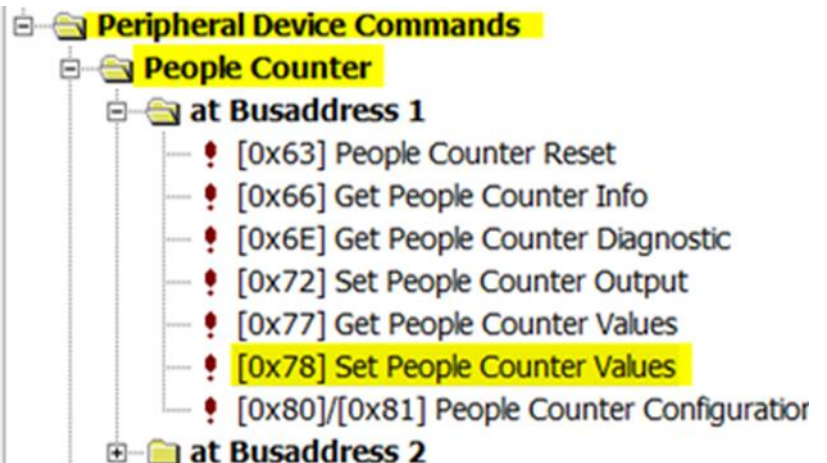 Peripheral Device Commands
People Counter
at Busaddress 1
[0x63] People Counter Reset
[0x66] Get People Counter Info
[0x6E] Get People Counter Diagnostic
[0x72] Set People Counter Output
[0x77] Get People Counter Values
[0x78] Set People Counter Values
[0x80]/[0x81] People Counter Configuration
at Busaddress 2